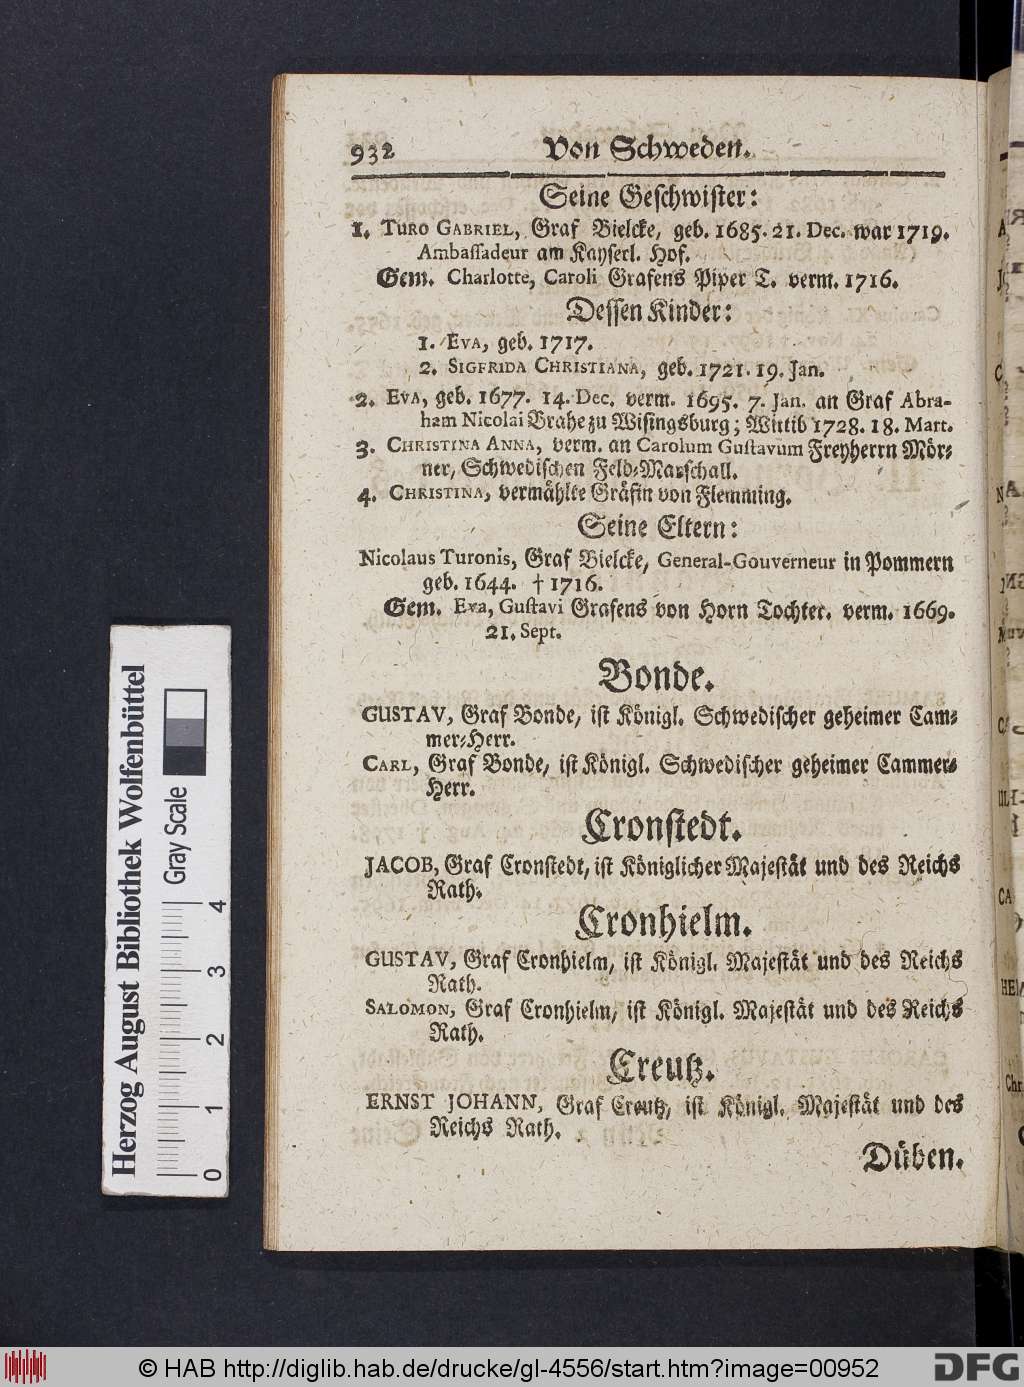 932 Von Schweden.
Seine Geschwister:
1. TURO GABRIEL, Graf Bielcke, geb. 1685. 21. Dec. war 1719.
Ambassadeur am Kayserl. Hof.
Gem. Charlotte, Caroli Grafens Piper T. verm. 1716.
Dessen Kinder:
1. EVA, geb. 1717.
2. SIGFRIDA CHRISTIANA, geb. 1721. 19. Jan.
2. EVA, geb. 1677. 14. Dec. verm. 1695. 7. Jan. an Graf Abra-
ham Nicolai Brahe zu Wisingsburg; Wittib 1728. 18. Mart.
3. CHRISTINA ANNA, verm. an Carolum Gustavum Freyherrn Mör-
ner, Schwedischen Feld-Marschall.
4. CHRISTINA, vermählte Gräfin von Flemming.
Seine Eltern:
Nicolaus Turonis, Graf Bielcke, General-Gouverneur in Pommern
geb. 1644. † 1716.
Gem. Eva, Gustavi Grafens von Horn Tochter. verm. 1669.
21. Sept.
Bonde.
GUSTAV, Graf Bonde, ist Königl. Schwedischer geheimer Cam-
mer-Herr.
CARL, Graf Bonde, ist Königl. Schwedischer geheimer Cammer-
Herr.
Cronstedt.
JACOB, Graf Cronstedt, ist Königlicher Majestät und des Reichs
Rath.
Cronhielm.
GUSTAV, Graf Cronhielm, ist Königl. Majestät und des Reichs
Rath.
SALOMON, Graf Cronhielm, ist Königl. Majestät und des Reichs
Rath.
Creutz.
ERNST JOHANN, Graf Creutz, ist Königl. Majestät und des
Reichs Rath.
Düben.
Herzog August Bibliothek Wolfenbüttel
Gray Scale
0 1 2 3 4
© HAB http://diglib.hab.de/drucke/gl-4556/start.htm?image=00952
DFG